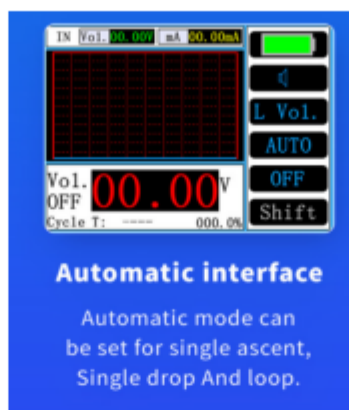 IN Vol. 00.00V mA 00.00mA
L Vol.
AUTO
OFF
Shift
Vol.
OFF
00.00V
Cycle T: ---- 000.0%
Automatic interface
Automatic mode can
be set for single ascent,
Single drop And loop.